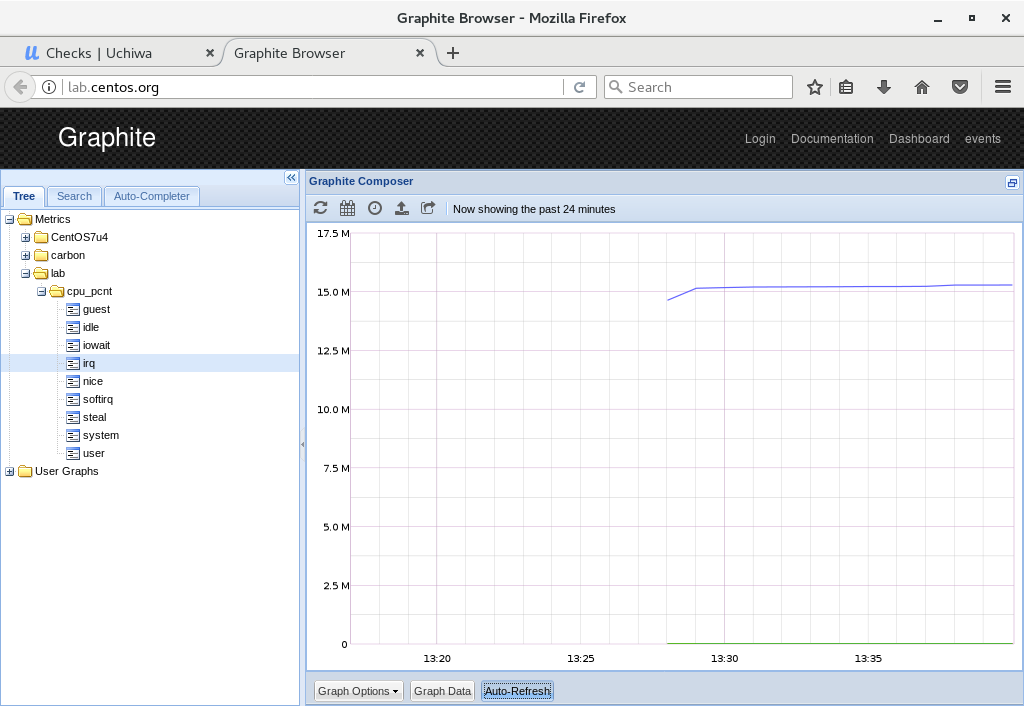 Graphite Browser - Mozilla Firefox
Checks | Uchiwa
Graphite Browser
lab.centos.org
Search
Graphite
Login Documentation Dashboard events
Tree Search Auto-Completer
Metrics
CentOS7u4
carbon
lab
cpu_pcnt
guest
idle
iowait
irq
nice
softirq
steal
system
user
User Graphs
Graphite Composer
Now showing the past 24 minutes
17.5 M
15.0 M
12.5 M
10.0 M
7.5 M
5.0 M
2.5 M
0
13:20 13:25 13:30 13:35
Graph Options Graph Data Auto-Refresh